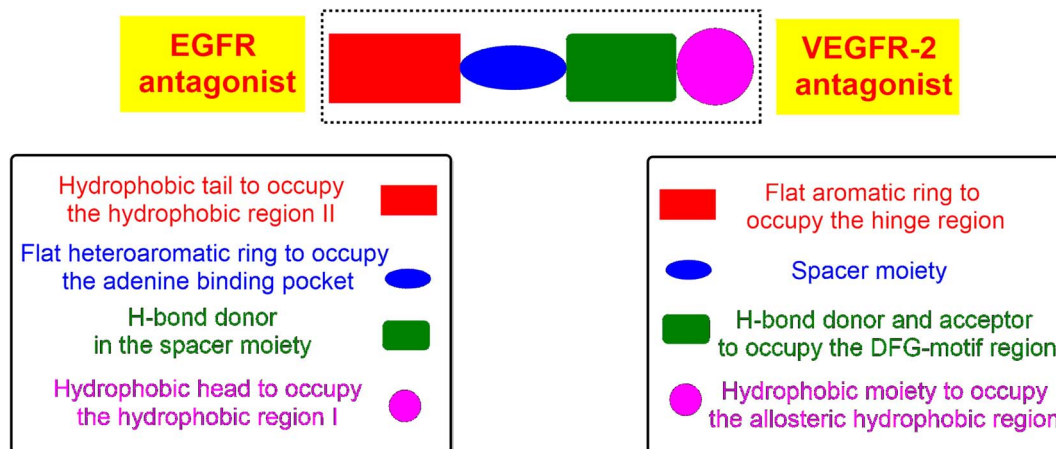 EGFR
antagonist
VEGFR-2
antagonist
Hydrophobic tail to occupy
the hydrophobic region II
Flat heteroaromatic ring to occupy
the adenine binding pocket
H-bond donor
in the spacer moiety
Hydrophobic head to occupy
the hydrophobic region I
Flat aromatic ring to
occupy the hinge region
Spacer moiety
H-bond donor and acceptor
to occupy the DFG-motif region
Hydrophobic moiety to occupy
the allosteric hydrophobic region